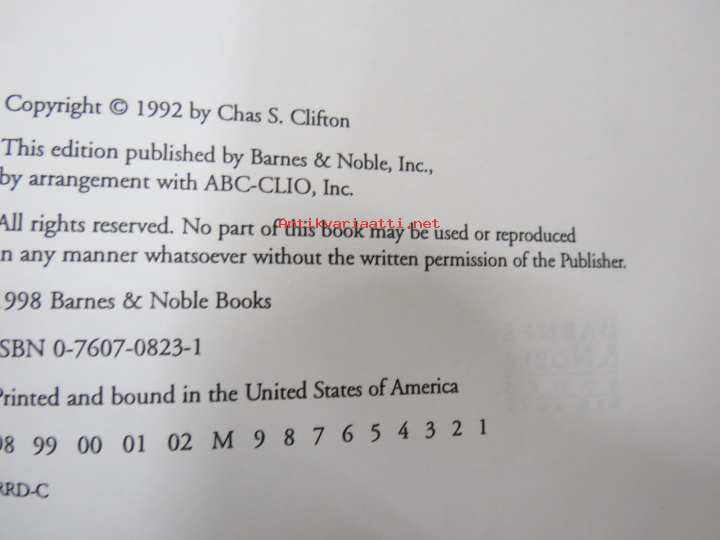 Copyright © 1992 by Chas S. Clifton
This edition published by Barnes & Noble, Inc.,
by arrangement with ABC-CLIO, Inc.
All rights reserved. No part of this book may be used or reproduced
n any manner whatsoever without the written permission of the Publisher.
Antikvariaatti.net
998 Barnes & Noble Books
SBN 0-7607-0823-1
Printed and bound in the United States of America
98 99 00 01 02 M 9 8 7 6 5 4 3 2 1
RRD-C